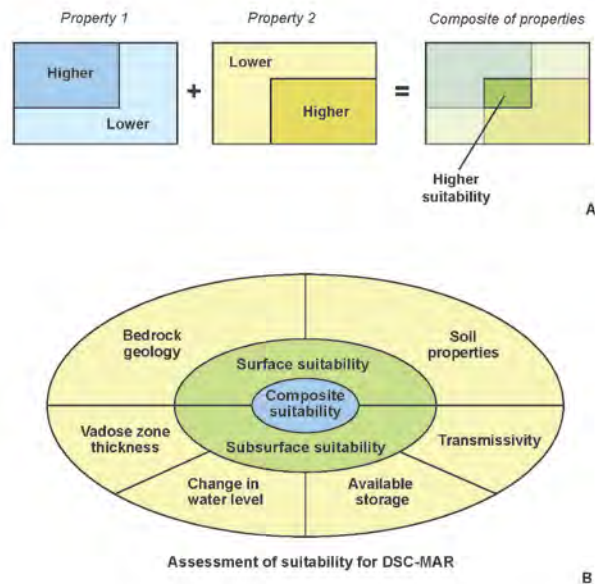 Property 1
Property 2
Composite of properties
Higher
Lower
+
Lower
Higher
=
Higher
suitability
A
Bedrock
geology
Soil
properties
Surface suitability
Composite
suitability
Subsurface suitability
Vadose zone
thickness
Transmissivity
Change in
water level
Available
storage
Assessment of suitability for DSC-MAR
B